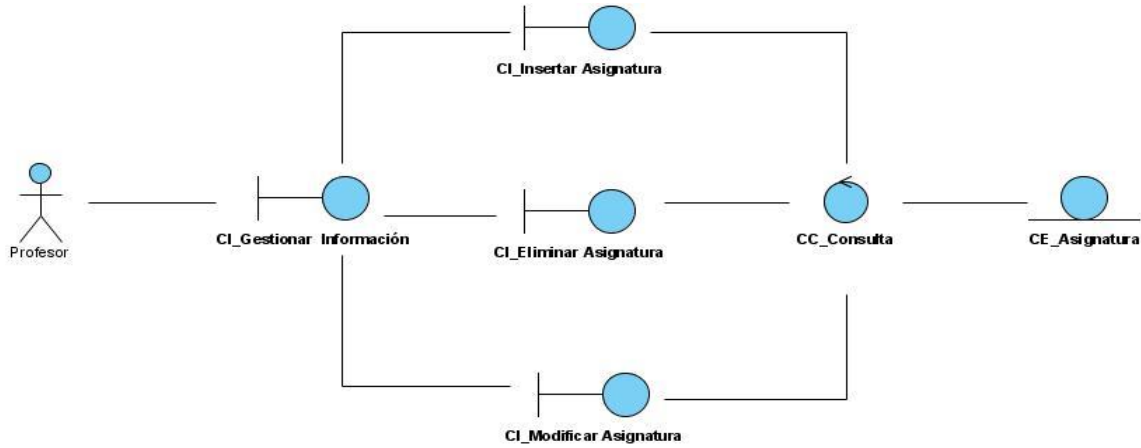 CI_Insertar Asignatura
Profesor
CI_Gestionar Información
CI_Eliminar Asignatura
CC_Consulta
CE_Asignatura
CI_Modificar Asignatura